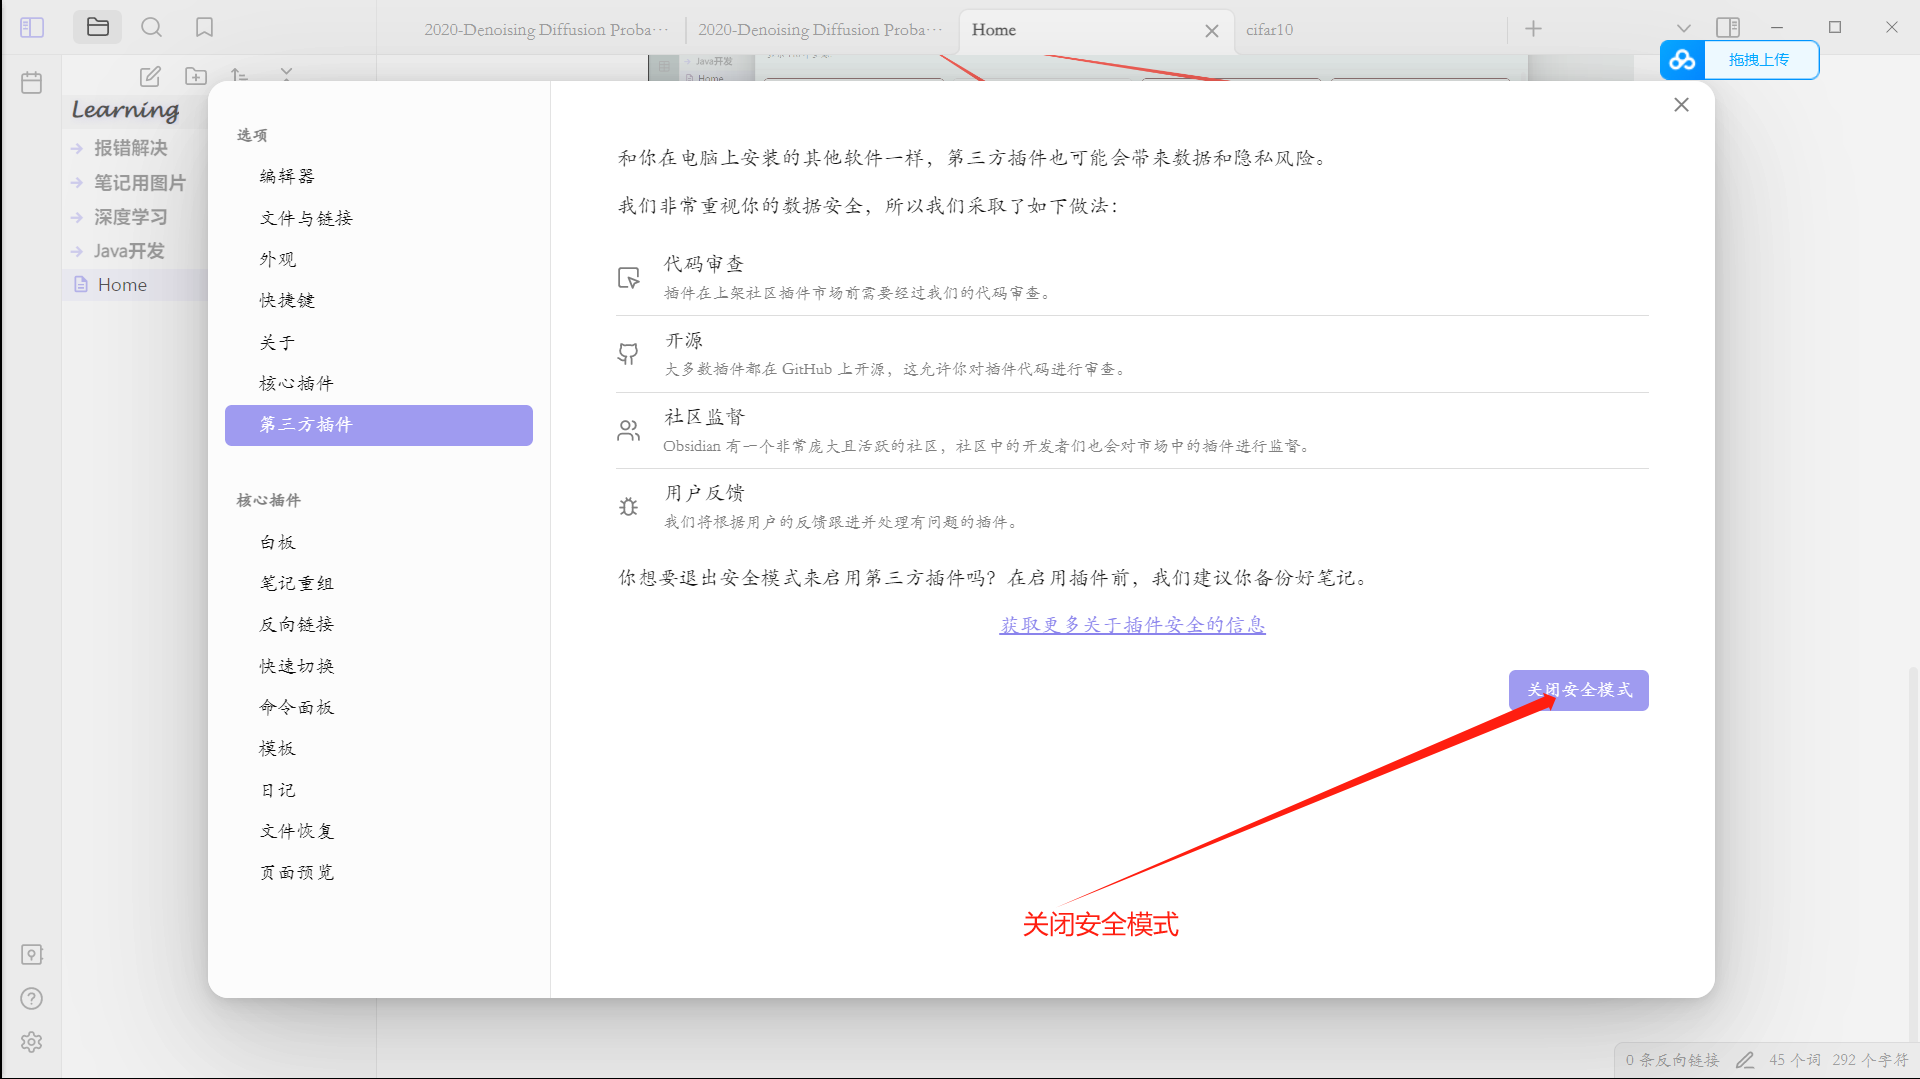 2020-Denoising Diffusion Proba···
2020-Denoising Diffusion Proba···
Home
cifar10
拖拽上传
Java开发
Home
Learning
报错解决
笔记用图片
深度学习
Java开发
Home
选项
编辑器
文件与链接
外观
快捷键
关于
核心插件
第三方插件
核心插件
白板
笔记重组
反向链接
快速切换
命令面板
模板
日记
文件恢复
页面预览
和你在电脑上安装的其他软件一样，第三方插件也可能会带来数据和隐私风险。
我们非常重视你的数据安全，所以我们采取了如下做法：
代码审查
插件在上架社区插件市场前需要经过我们的代码审查。
开源
大多数插件都在 GitHub 上开源，这允许你对插件代码进行审查。
社区监督
Obsidian 有一个非常庞大且活跃的社区，社区中的开发者们也会对市场中的插件进行监督。
用户反馈
我们将根据用户的反馈跟进并处理有问题的插件。
你想要退出安全模式来启用第三方插件吗？在启用插件前，我们建议你备份好笔记。
获取更多关于插件安全的信息
关闭安全模式
关闭安全模式
0 条反向链接
45 个词
292 个字符